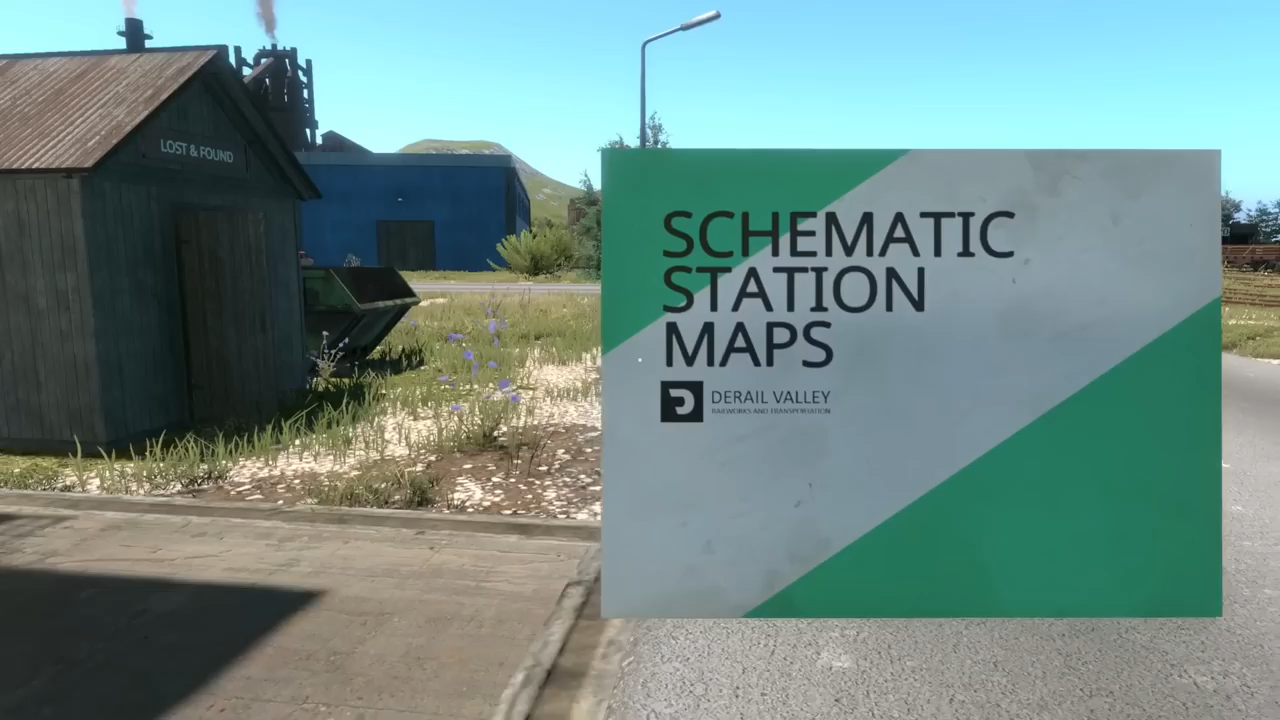 LOST & FOUND
SCHEMATIC
STATION
MAPS
DERAIL VALLEY
RAILWORKS AND TRANSPORTATION